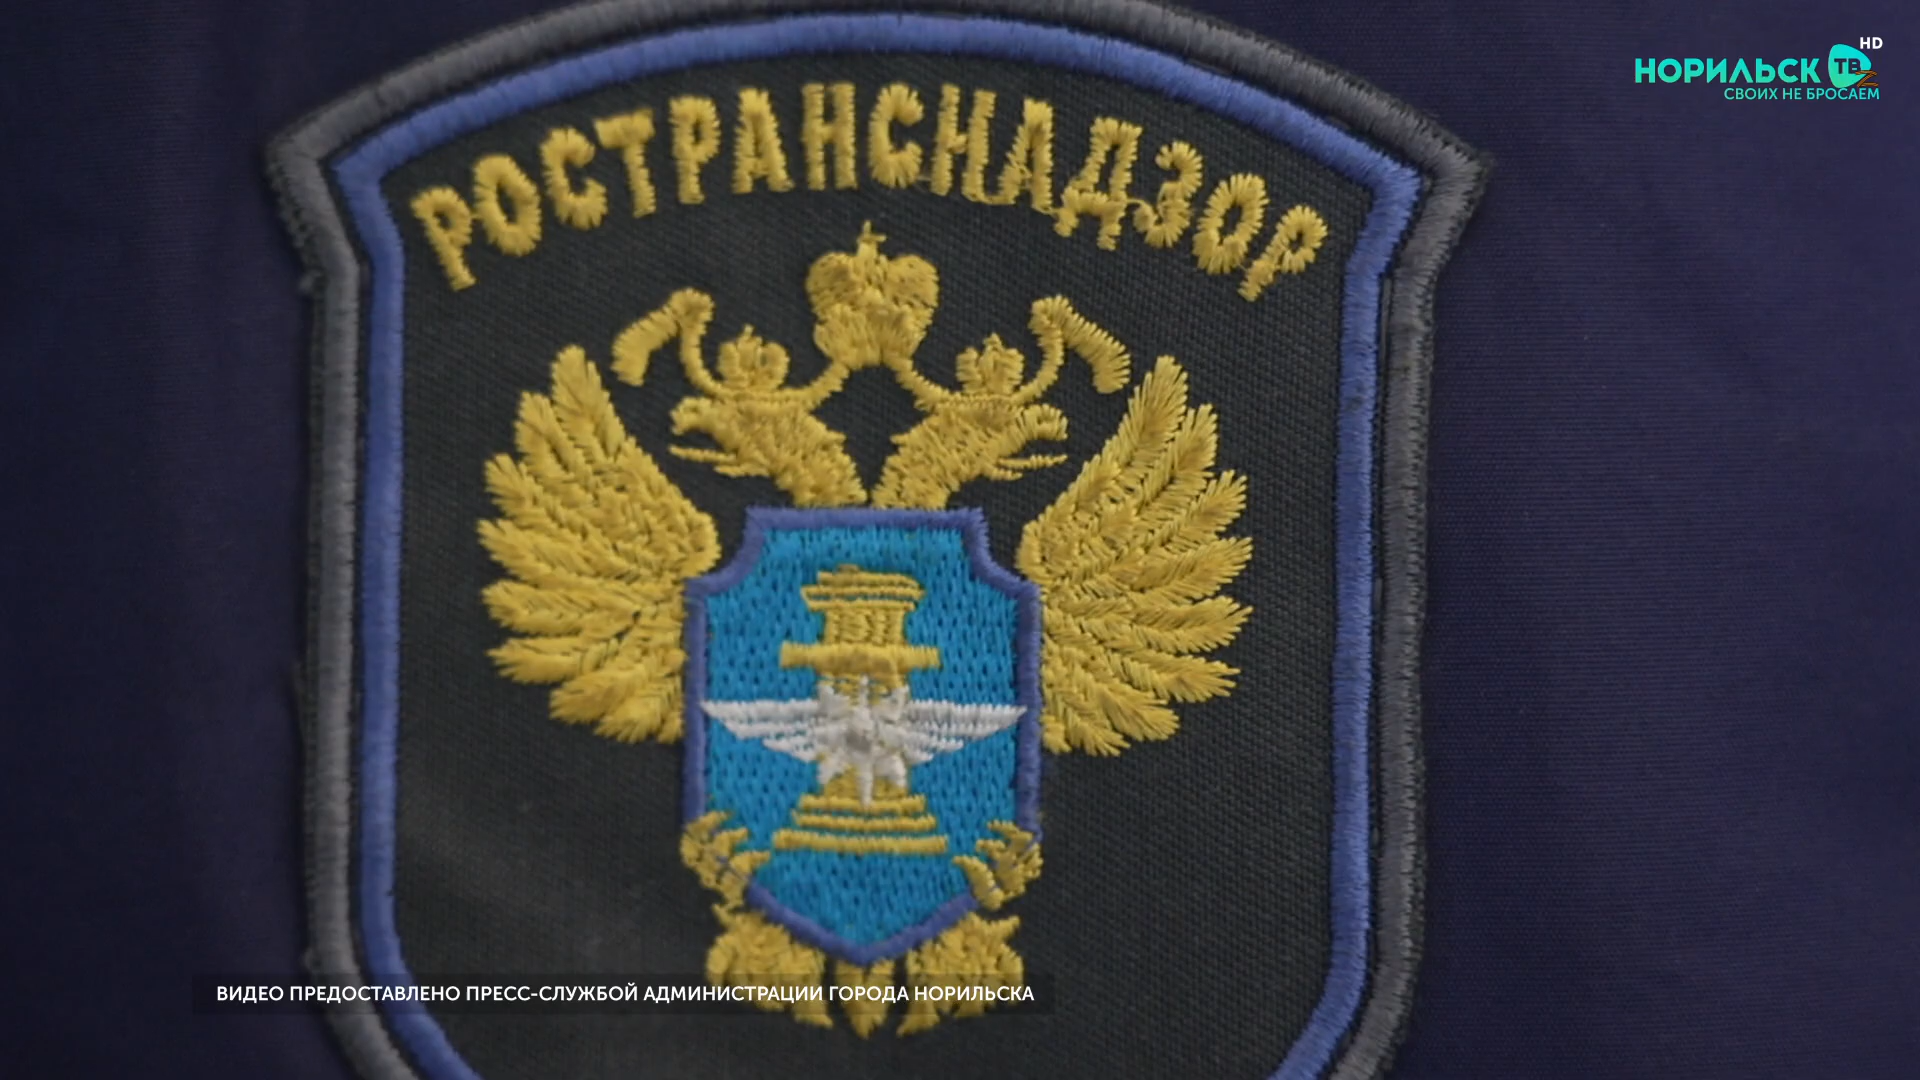 HD
НОРИЛЬСК ТВ
СВОИХ НЕ БРОСАЕМ
РОСТРАНСНАДЗОР
ВИДЕО ПРЕДОСТАВЛЕНО ПРЕСС-СЛУЖБОЙ АДМИНИСТРАЦИИ ГОРОДА НОРИЛЬСКА